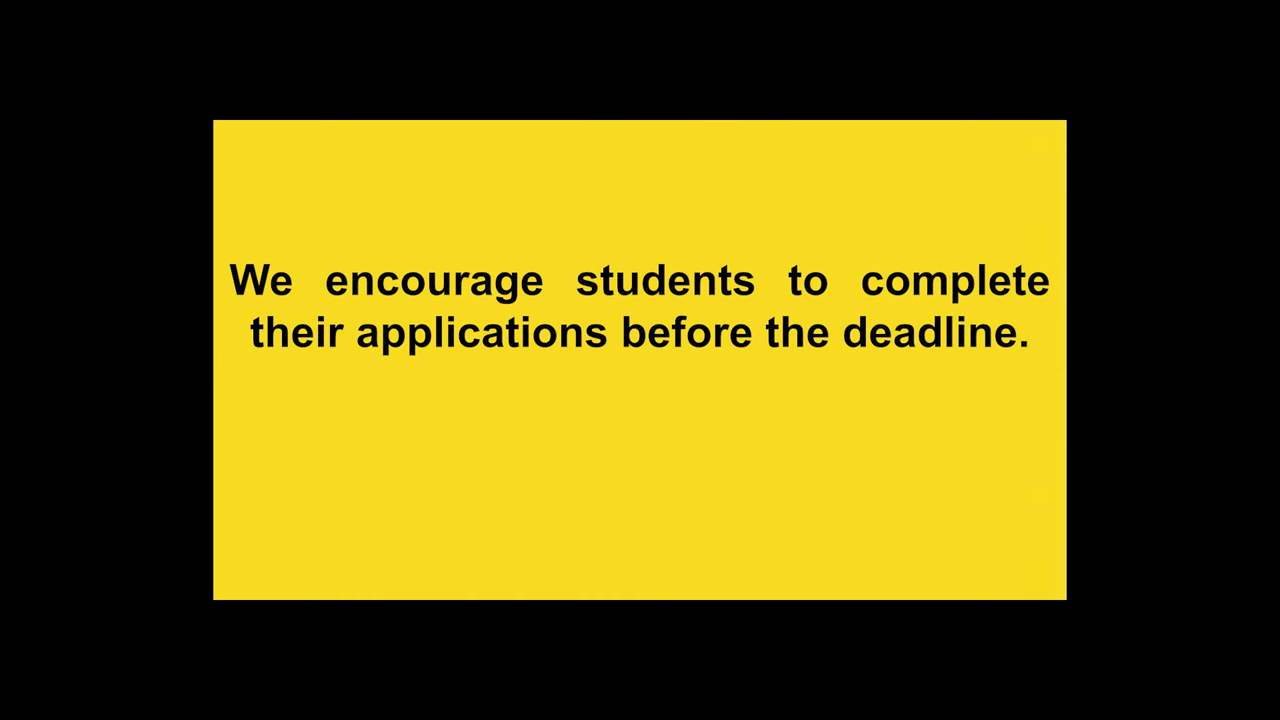 We encourage students to complete
their applications before the deadline.